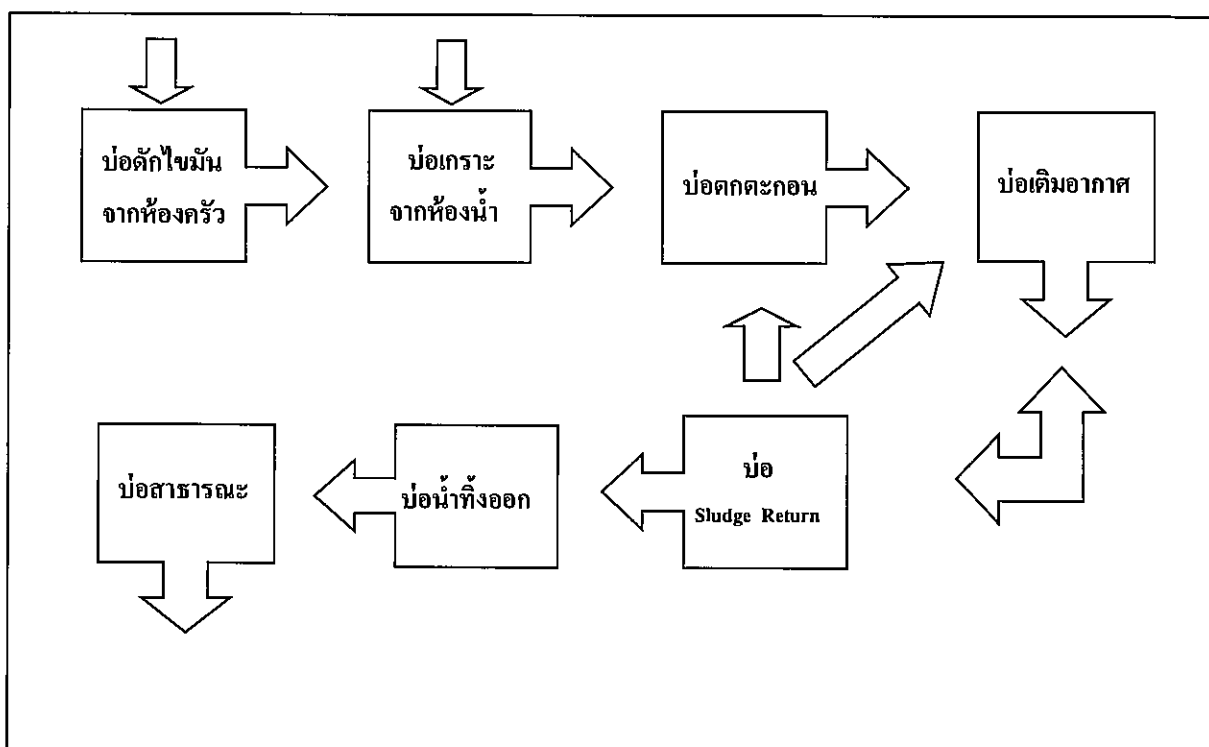 บ่อดักไขมัน
จากห้องครัว
บ่อเกราะ
จากห้องน้ำ
บ่อตกตะกอน
บ่อเติมอากาศ
บ่อสาธารณะ
บ่อน้ำทิ้งออก
บ่อ
Sludge Return